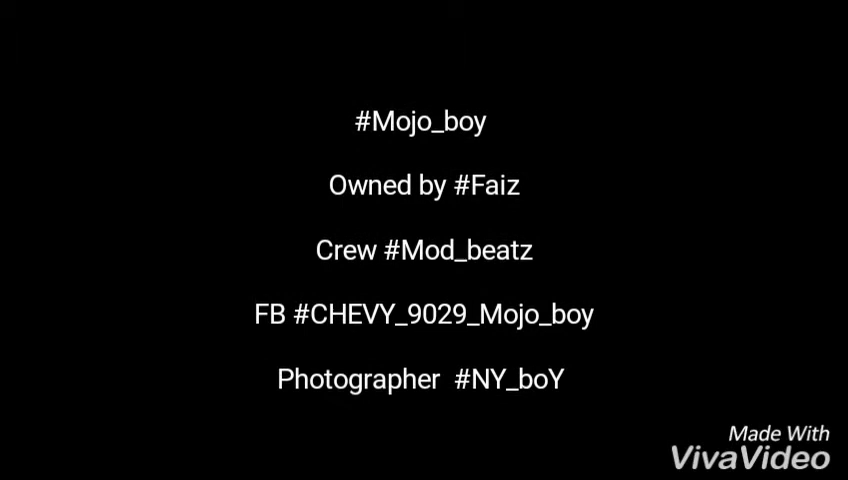 #Mojo_boy
Owned by #Faiz
Crew #Mod_beatz
FB #CHEVY_9029_Mojo_boy
Photographer  #NY_boY
Made With
VivaVideo